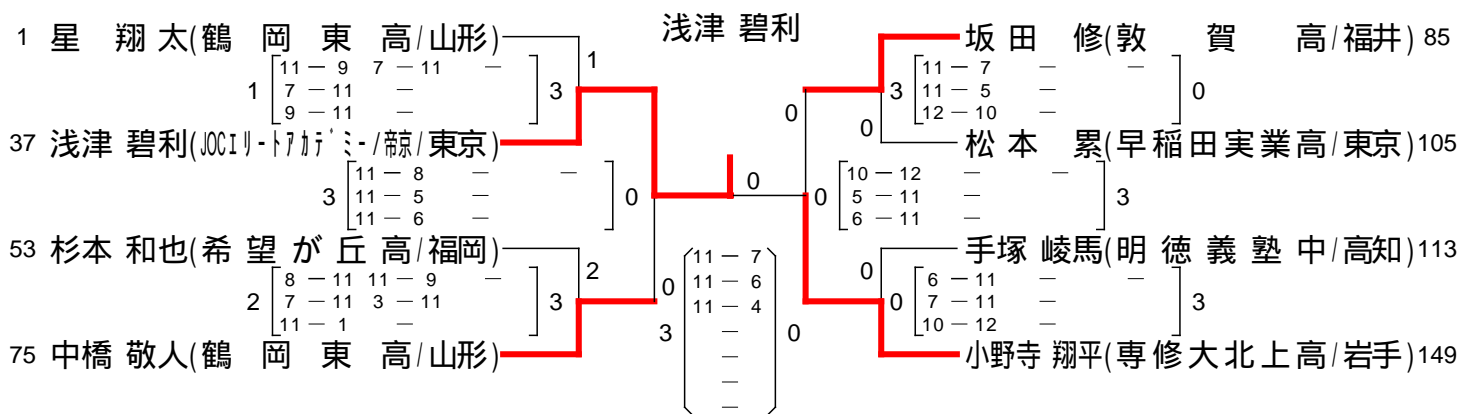 浅津 碧利
1 星 翔太(鶴岡東高/山形)
1
11 － 9 7 － 11 －
1 7 － 11 － 3
9 － 11 －
37 浅津 碧利(JOCエリートアカデミー/帝京/東京)
11 － 8 － －
3 11 － 5 － 0
11 － 6 －
53 杉本 和也(希望が丘高/福岡)
2
8 － 11 11 － 9 －
2 7 － 11 3 － 11 3
11 － 1 －
75 中橋 敬人(鶴岡東高/山形)
0
0
11 － 7
11 － 6
11 － 4
3 － 0
－
－
－
坂田 修(敦賀高/福井) 85
0
11 － 7 － －
3 11 － 5 － 0
12 － 10 －
0
松本 累(早稲田実業高/東京) 105
10 － 12 － －
0 5 － 11 － 3
6 － 11 －
手塚 崚馬(明徳義塾中/高知) 113
0
6 － 11 － －
0 7 － 11 － 3
10 － 12 －
小野寺 翔平(専修大北上高/岩手) 149